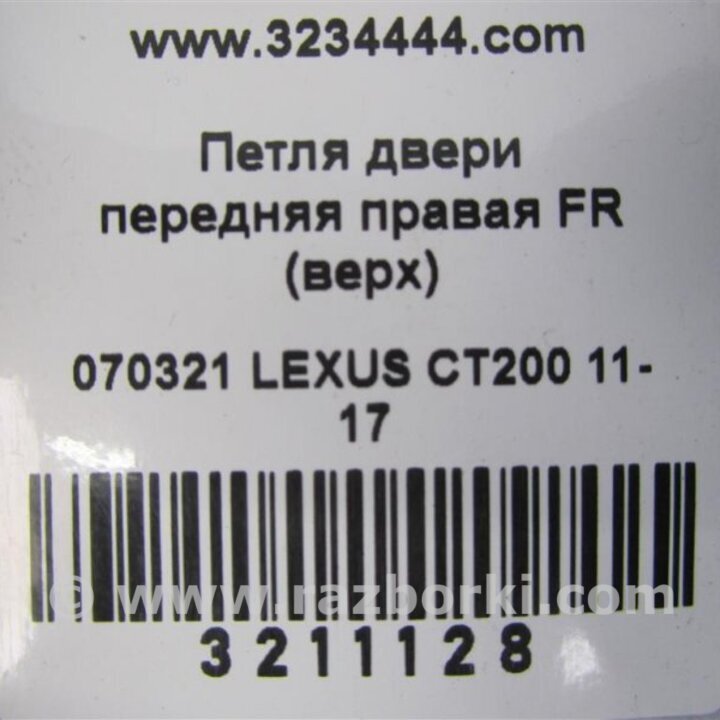 www.3234444.com
Петля двери
передняя правая FR
(верх)
070321 LEXUS CT200 11-
17
© www.razborki.com
3211128